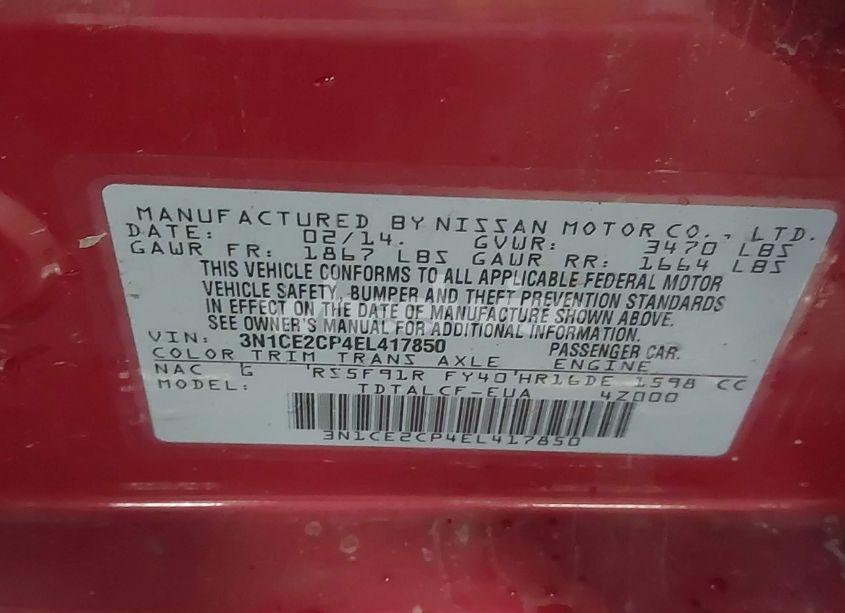 MANUFACTURED BY NISSAN MOTOR CO., LTD.
DATE: 02/14. GVWR: 3470 LBS
GAWR FR: 1867 LBS GAWR RR: 1664 LBS
THIS VEHICLE CONFORMS TO ALL APPLICABLE FEDERAL MOTOR
VEHICLE SAFETY, BUMPER AND THEFT PREVENTION STANDARDS
IN EFFECT ON THE DATE OF MANUFACTURE SHOWN ABOVE.
SEE OWNER'S MANUAL FOR ADDITIONAL INFORMATION.
VIN: 3N1CE2CP4EL417850 PASSENGER CAR.
COLOR TRIM TRANS AXLE ENGINE
NAC G 'RS5F91R FY40'HR16DE 1598 CC
MODEL: TDTALCF-EUA 4Z000
3N1CE2CP4EL417850